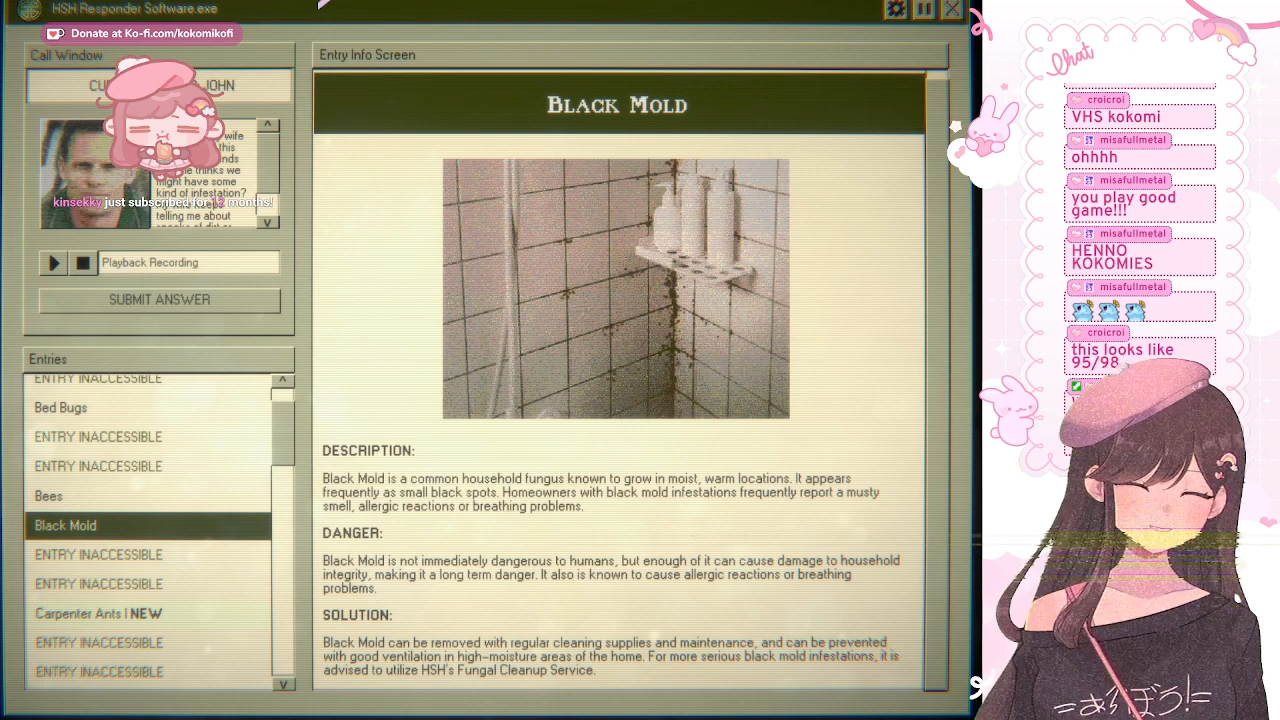 HSH Responder Software.exe
Donate at Ko-fi.com/kokomikofi
Call Window
JOHN
wife
this
thinks we
might have some
kind of infestation?
kinsekky just subscribed for 12 months!
telling me about
Playback Recording
SUBMIT ANSWER
Entries
ENTRY INACCESSIBLE
Bed Bugs
ENTRY INACCESSIBLE
ENTRY INACCESSIBLE
Bees
Black Mold
ENTRY INACCESSIBLE
ENTRY INACCESSIBLE
Carpenter Ants | NEW
ENTRY INACCESSIBLE
ENTRY INACCESSIBLE
Entry Info Screen
BLACK MOLD
DESCRIPTION:
Black Mold is a common household fungus known to grow in moist, warm locations. It appears
frequently as small black spots. Homeowners with black mold infestations frequently report a musty
smell, allergic reactions or breathing problems.
DANGER:
Black Mold is not immediately dangerous to humans, but enough of it can cause damage to household
integrity, making it a long term danger. It also is known to cause allergic reactions or breathing
problems.
SOLUTION:
Black Mold can be removed with regular cleaning supplies and maintenance, and can be prevented
with good ventilation in high-moisture areas of the home. For more serious black mold infestations, it is
advised to utilize HSH's Fungal Cleanup Service.
Chat
croicroi
VHS kokomi
misafullmetal
ohhhh
misafullmetal
you play good
game!!!
misafullmetal
HENNO
KOKOMIES
misafullmetal
croicroi
this looks like
95/98